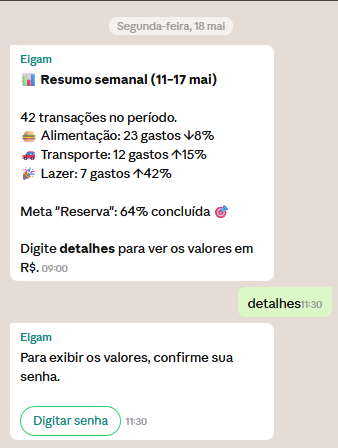 Segunda-feira, 18 mai
Eigam
📊 Resumo semanal (11–17 mai)
42 transações no período.
🍔 Alimentação: 23 gastos ↓8%
🚗 Transporte: 12 gastos ↑15%
🎉 Lazer: 7 gastos ↑42%
Meta "Reserva": 64% concluída 🎯
Digite detalhes para ver os valores em
R$. 09:00
detalhes 11:30
Eigam
Para exibir os valores, confirme sua
senha.
Digitar senha 11:30